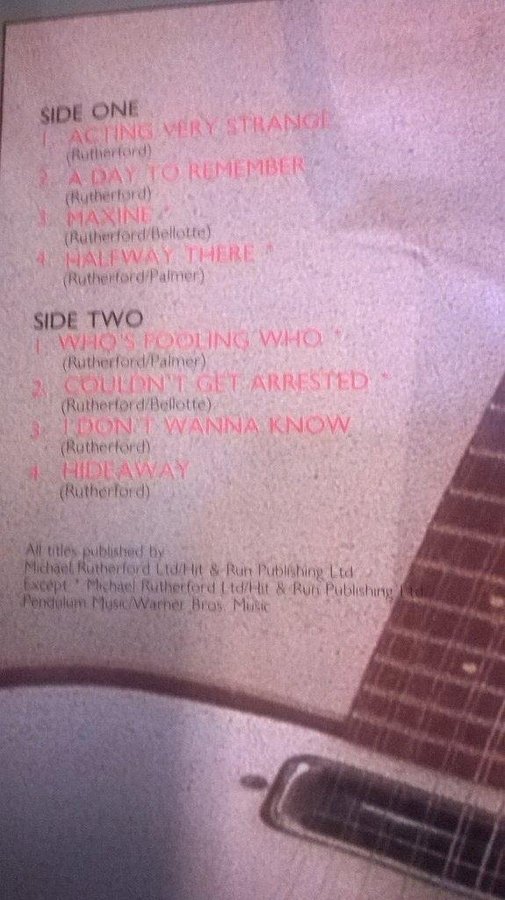 SIDE ONE
1. ACTING VERY STRANGE
(Rutherford)
2. A DAY TO REMEMBER
(Rutherford)
3. MAXINE *
(Rutherford/Bellotte)
4. HALFWAY THERE *
(Rutherford/Palmer)
SIDE TWO
1. WHO'S FOOLING WHO *
(Rutherford/Palmer)
2. COULDN'T GET ARRESTED *
(Rutherford/Bellotte)
3. I DON'T WANNA KNOW
(Rutherford)
4. HIDEAWAY
(Rutherford)
All titles published by
Michael Rutherford Ltd/Hit & Run Publishing Ltd
Except * Michael Rutherford Ltd/Hit & Run Publishing Ltd
Pendulum Music/Warner Bros. Music